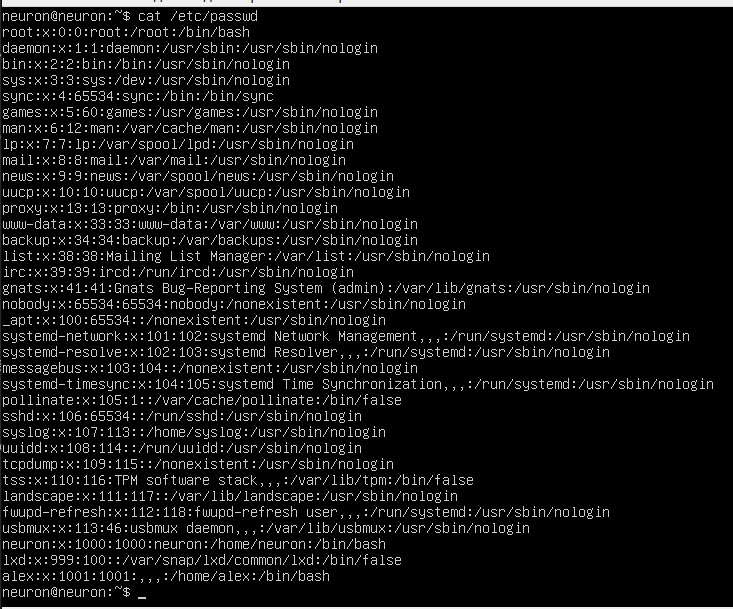 neuron@neuron:~$ cat /etc/passwd
root:x:0:0:root:/root:/bin/bash
daemon:x:1:1:daemon:/usr/sbin:/usr/sbin/nologin
bin:x:2:2:bin:/bin:/usr/sbin/nologin
sys:x:3:3:sys:/dev:/usr/sbin/nologin
sync:x:4:65534:sync:/bin:/bin/sync
games:x:5:60:games:/usr/games:/usr/sbin/nologin
man:x:6:12:man:/var/cache/man:/usr/sbin/nologin
lp:x:7:7:lp:/var/spool/lpd:/usr/sbin/nologin
mail:x:8:8:mail:/var/mail:/usr/sbin/nologin
news:x:9:9:news:/var/spool/news:/usr/sbin/nologin
uucp:x:10:10:uucp:/var/spool/uucp:/usr/sbin/nologin
proxy:x:13:13:proxy:/bin:/usr/sbin/nologin
www-data:x:33:33:www-data:/var/www:/usr/sbin/nologin
backup:x:34:34:backup:/var/backups:/usr/sbin/nologin
list:x:38:38:Mailing List Manager:/var/list:/usr/sbin/nologin
irc:x:39:39:ircd:/run/ircd:/usr/sbin/nologin
gnats:x:41:41:Gnats Bug-Reporting System (admin):/var/lib/gnats:/usr/sbin/nologin
nobody:x:65534:65534:nobody:/nonexistent:/usr/sbin/nologin
_apt:x:100:65534::/nonexistent:/usr/sbin/nologin
systemd-network:x:101:102:systemd Network Management,,,:/run/systemd:/usr/sbin/nologin
systemd-resolve:x:102:103:systemd Resolver,,,:/run/systemd:/usr/sbin/nologin
messagebus:x:103:104::/nonexistent:/usr/sbin/nologin
systemd-timesync:x:104:105:systemd Time Synchronization,,,:/run/systemd:/usr/sbin/nologin
pollinate:x:105:1::/var/cache/pollinate:/bin/false
sshd:x:106:65534::/run/sshd:/usr/sbin/nologin
syslog:x:107:113::/home/syslog:/usr/sbin/nologin
uuidd:x:108:114::/run/uuidd:/usr/sbin/nologin
tcpdump:x:109:115::/nonexistent:/usr/sbin/nologin
tss:x:110:116:TPM software stack,,,:/var/lib/tpm:/bin/false
landscape:x:111:117::/var/lib/landscape:/usr/sbin/nologin
fwupd-refresh:x:112:118:fwupd-refresh user,,,:/run/systemd:/usr/sbin/nologin
usbmux:x:113:46:usbmux daemon,,,:/var/lib/usbmux:/usr/sbin/nologin
neuron:x:1000:1000:neuron:/home/neuron:/bin/bash
lxd:x:999:100::/var/snap/lxd/common/lxd:/bin/false
alex:x:1001:1001:,,,:/home/alex:/bin/bash
neuron@neuron:~$ _